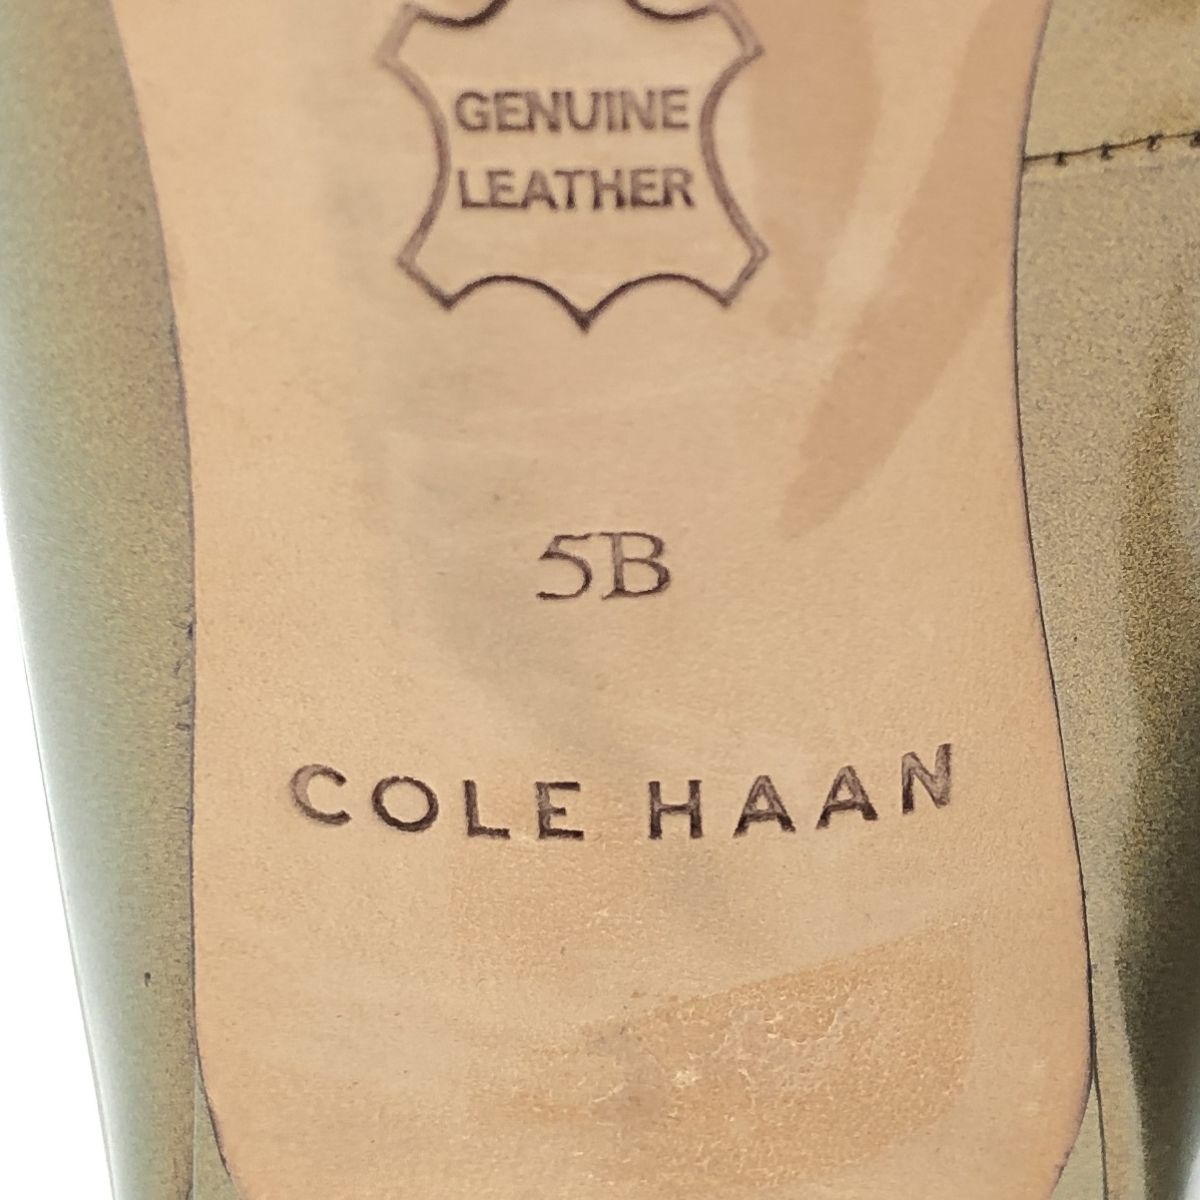 GENUINE
LEATHER
5B
COLE HAAN